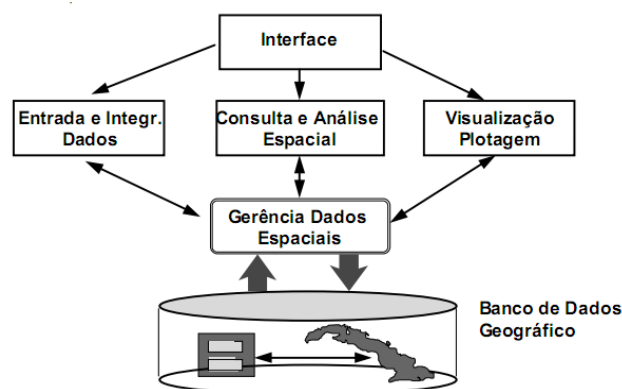 Interface
Entrada e Integr.
Dados
Consulta e Análise
Espacial
Visualização
Plotagem
Gerência Dados
Espaciais
Banco de Dados
Geográfico